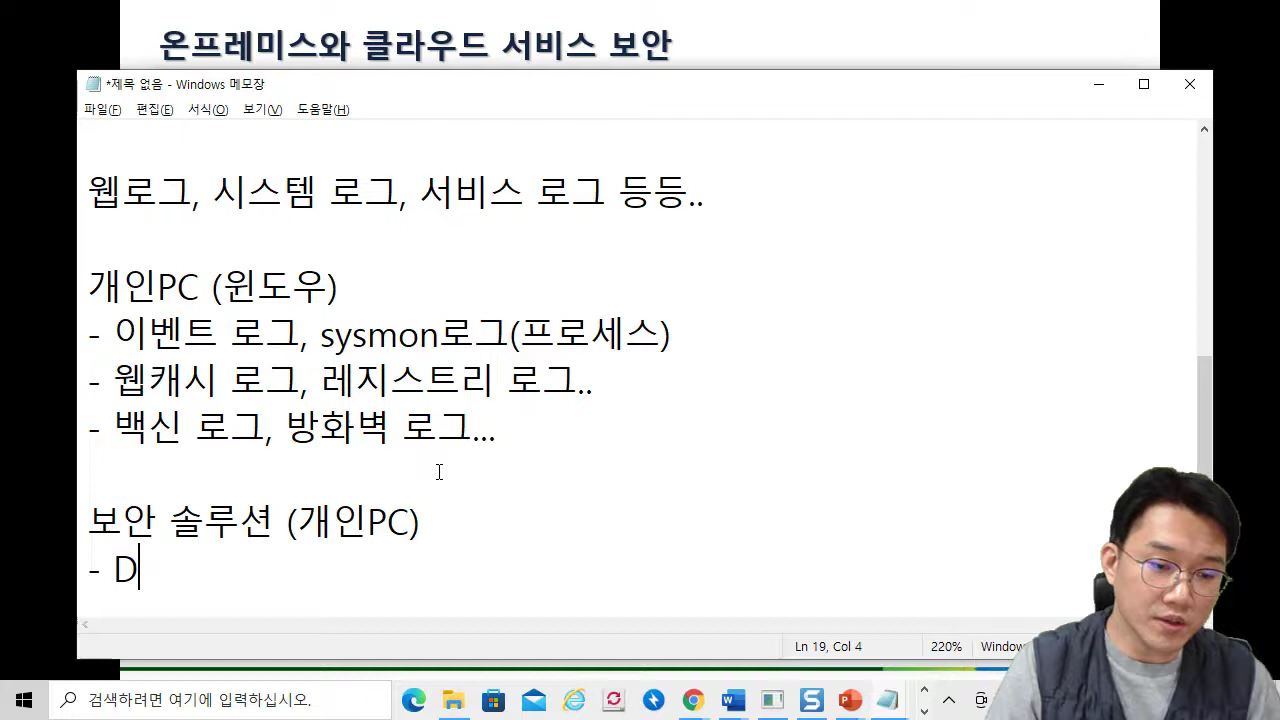 온프레미스와 클라우드 서비스 보안
*제목 없음 - Windows 메모장
파일(F) 편집(E) 서식(O) 보기(V) 도움말(H)
웹로그, 시스템 로그, 서비스 로그 등등..
개인PC (윈도우)
- 이벤트 로그, sysmon로그(프로세스)
- 웹캐시 로그, 레지스트리 로그..
- 백신 로그, 방화벽 로그...
보안 솔루션 (개인PC)
- D
Ln 19, Col 4 220% Window
검색하려면 여기에 입력하십시오.